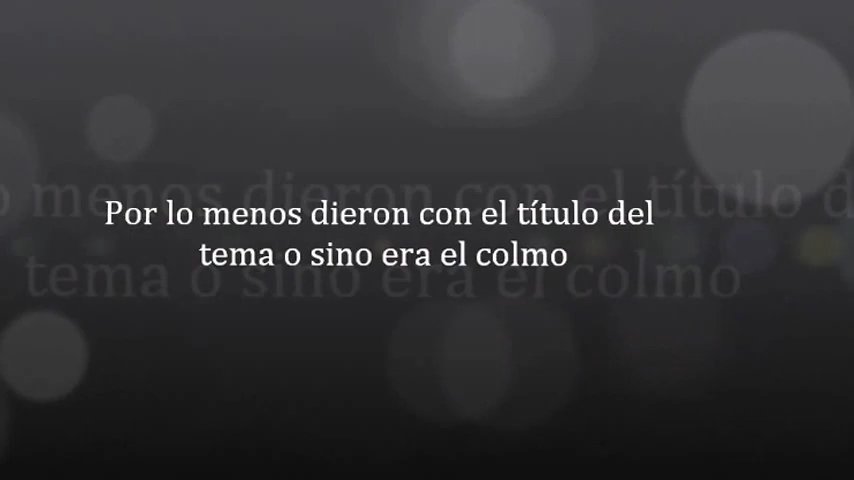 Por lo menos dieron con el título del
tema o sino era el colmo